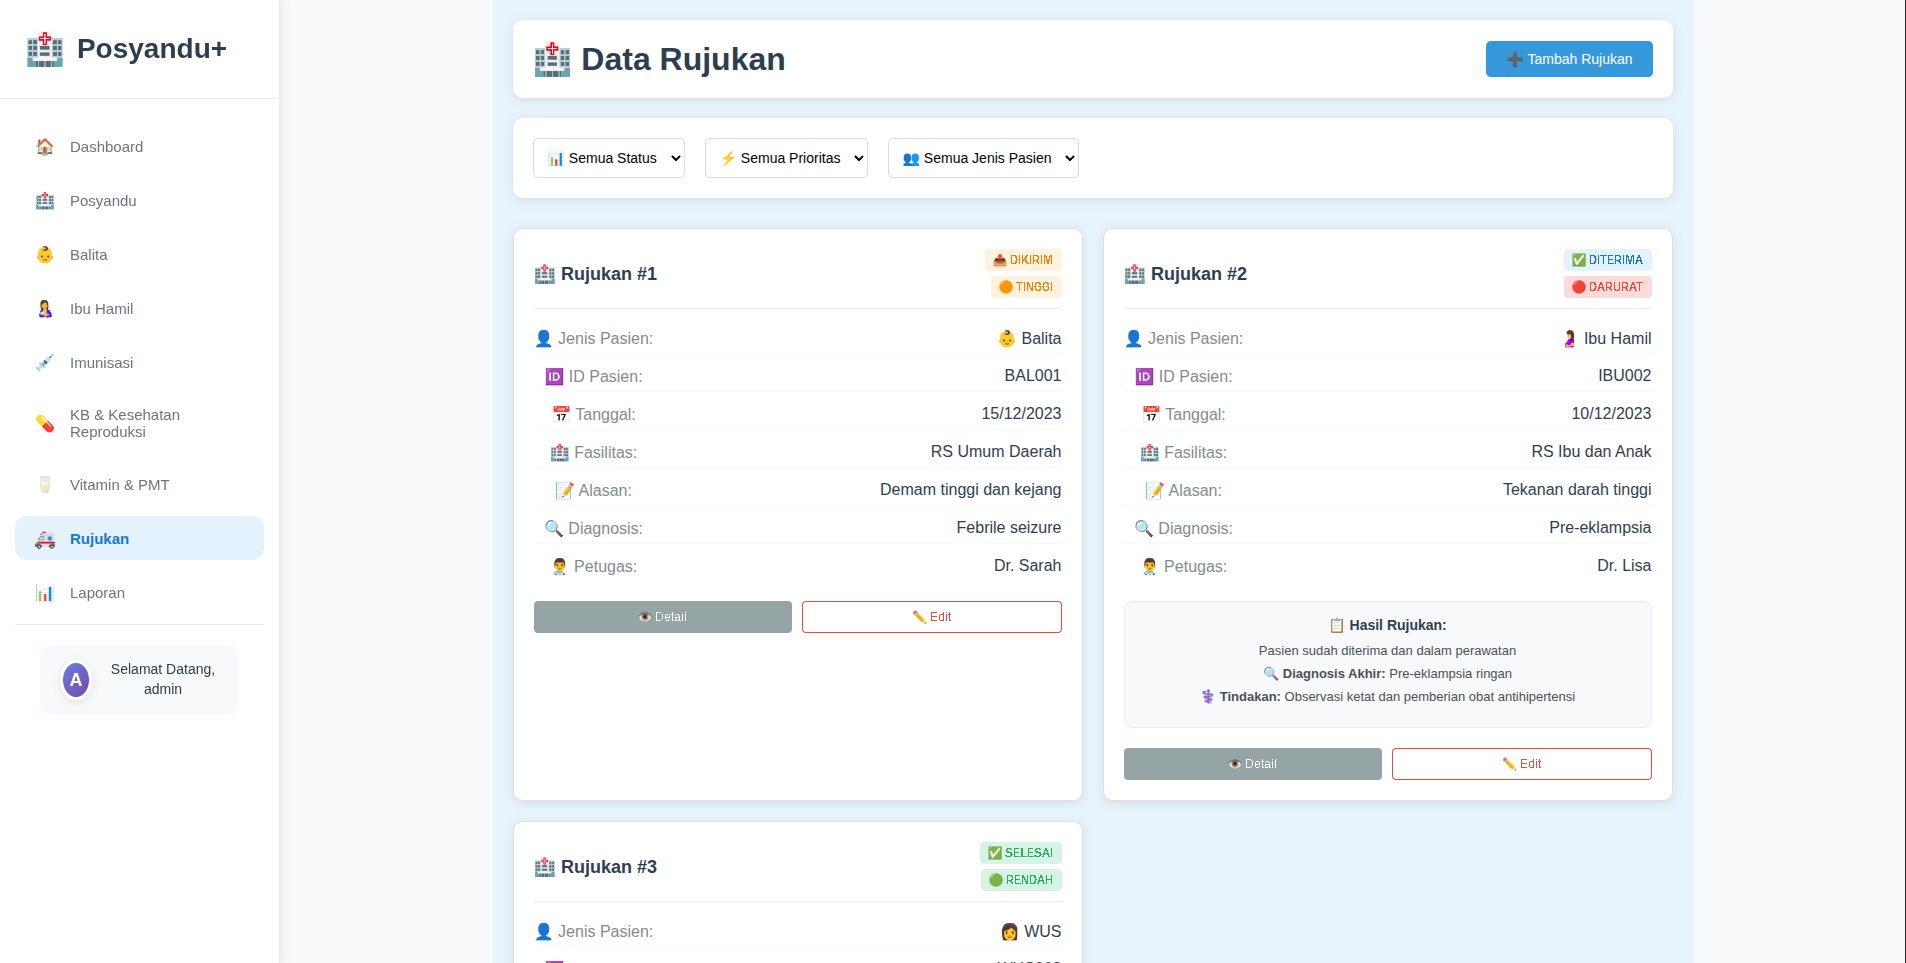 Posyandu+
Dashboard
Posyandu
Balita
Ibu Hamil
Imunisasi
KB & Kesehatan
Reproduksi
Vitamin & PMT
Rujukan
Laporan
A
Selamat Datang,
admin
Data Rujukan
Tambah Rujukan
Semua Status
Semua Prioritas
Semua Jenis Pasien
Rujukan #1
DIKIRIM
TINGGI
Jenis Pasien: Balita
ID Pasien: BAL001
Tanggal: 15/12/2023
Fasilitas: RS Umum Daerah
Alasan: Demam tinggi dan kejang
Diagnosis: Febrile seizure
Petugas: Dr. Sarah
Detail
Edit
Rujukan #2
DITERIMA
DARURAT
Jenis Pasien: Ibu Hamil
ID Pasien: IBU002
Tanggal: 10/12/2023
Fasilitas: RS Ibu dan Anak
Alasan: Tekanan darah tinggi
Diagnosis: Pre-eklampsia
Petugas: Dr. Lisa
Hasil Rujukan:
Pasien sudah diterima dan dalam perawatan
Diagnosis Akhir: Pre-eklampsia ringan
Tindakan: Observasi ketat dan pemberian obat antihipertensi
Detail
Edit
Rujukan #3
SELESAI
RENDAH
Jenis Pasien: WUS